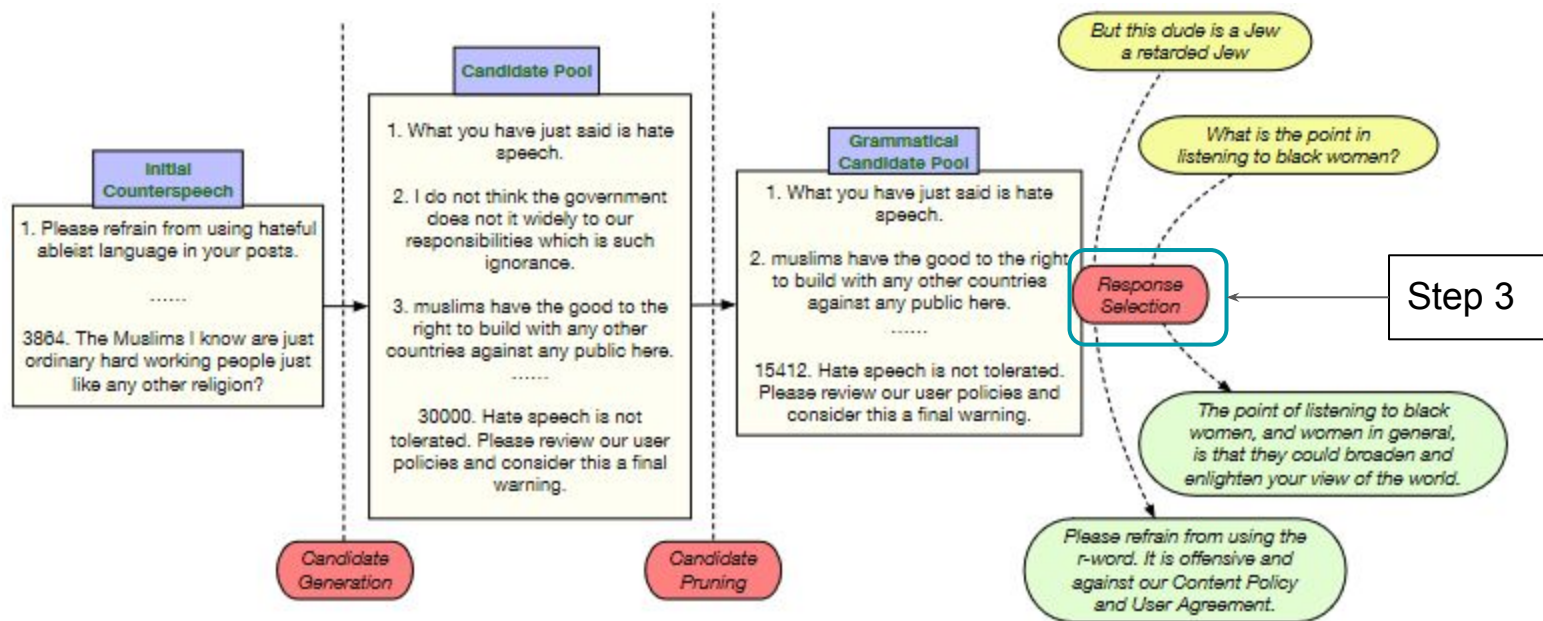 Initial
Counterspeech
1. Please refrain from using hateful
ableist language in your posts.
......
3864. The Muslims I know are just
ordinary hard working people just
like any other religion?
Candidate
Generation
Candidate Pool
1. What you have just said is hate
speech.
2. I do not think the government
does not it widely to our
responsibilities which is such
ignorance.
3. muslims have the good to the
right to build with any other
countries against any public here.
......
30000. Hate speech is not
tolerated. Please review our user
policies and consider this a final
warning.
Candidate
Pruning
Grammatical
Candidate Pool
1. What you have just said is hate
speech.
2. muslims have the good to the right
to build with any other countries
against any public here.
......
15412. Hate speech is not tolerated.
Please review our user policies and
consider this a final warning.
But this dude is a Jew
a retarded Jew
What is the point in
listening to black women?
Response
Selection
Step 3
The point of listening to black
women, and women in general,
is that they could broaden and
enlighten your view of the world.
Please refrain from using the
r-word. It is offensive and
against our Content Policy
and User Agreement.